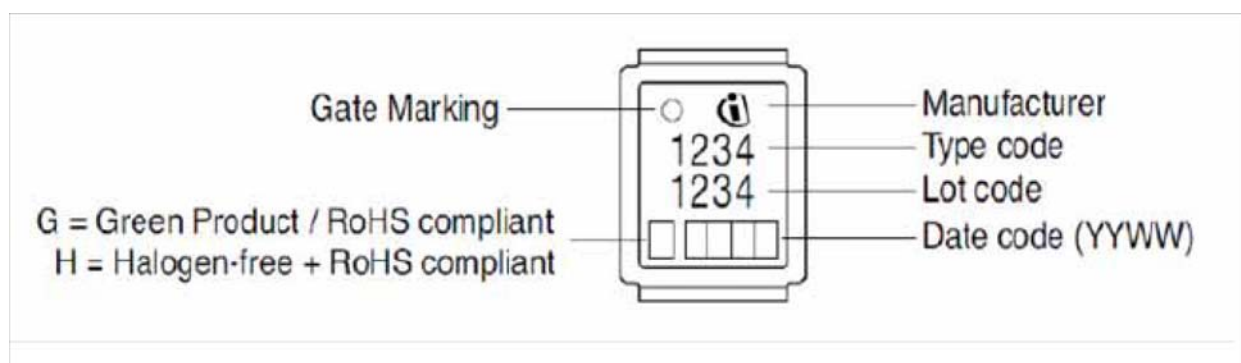 Gate Marking
Manufacturer
1234
Type code
1234
Lot code
G = Green Product / RoHS compliant
H = Halogen-free + RoHS compliant
Date code (YYWW)